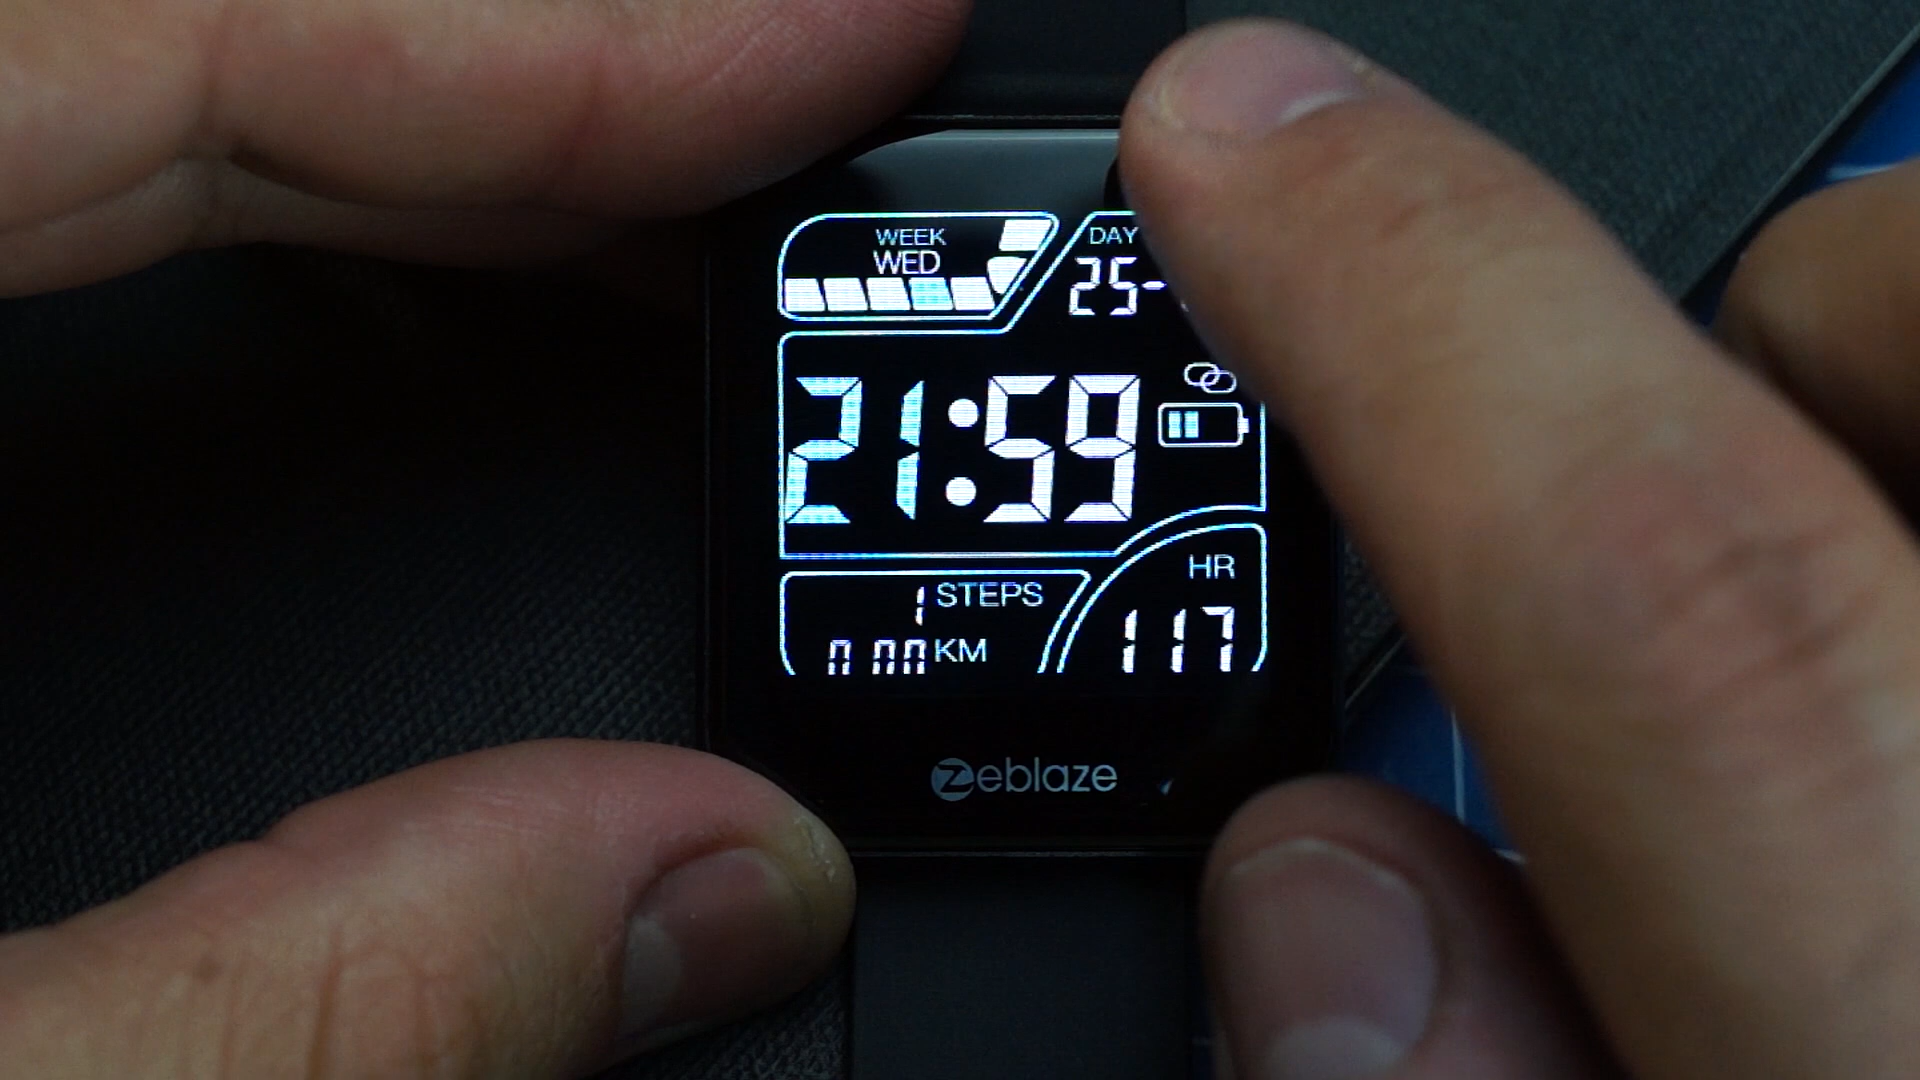 WEEK
WED
DAY
25-
21:59
HR
1 STEPS
117
0.00 KM
zeblaze